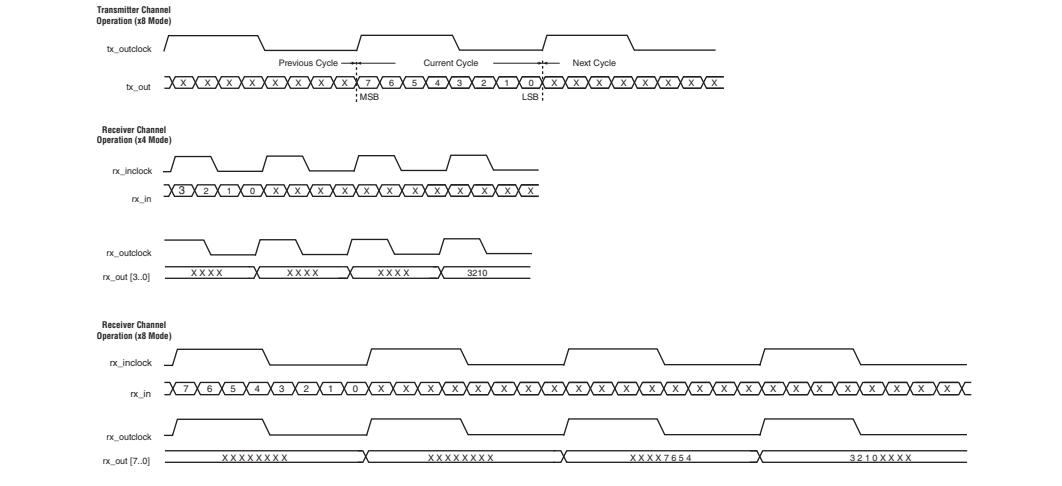 Transmitter Channel
Operation (x8 Mode)
tx_outclock
Previous Cycle Current Cycle Next Cycle
tx_out X X X X X X X X 7 6 5 4 3 2 1 0 X X X X X X X X
MSB LSB
Receiver Channel
Operation (x4 Mode)
rx_inclock
rx_in 3 2 1 0 X X X X X X X X X X X X
rx_outclock
rx_out [3..0] X X X X X X X X X X X X 3210
Receiver Channel
Operation (x8 Mode)
rx_inclock
rx_in 7 6 5 4 3 2 1 0 X X X X X X X X X X X X X X X X X X X X X X X X
rx_outclock
rx_out [7..0] X X X X X X X X X X X X X X X X X X X X 7 6 5 4 3 2 1 0 X X X X